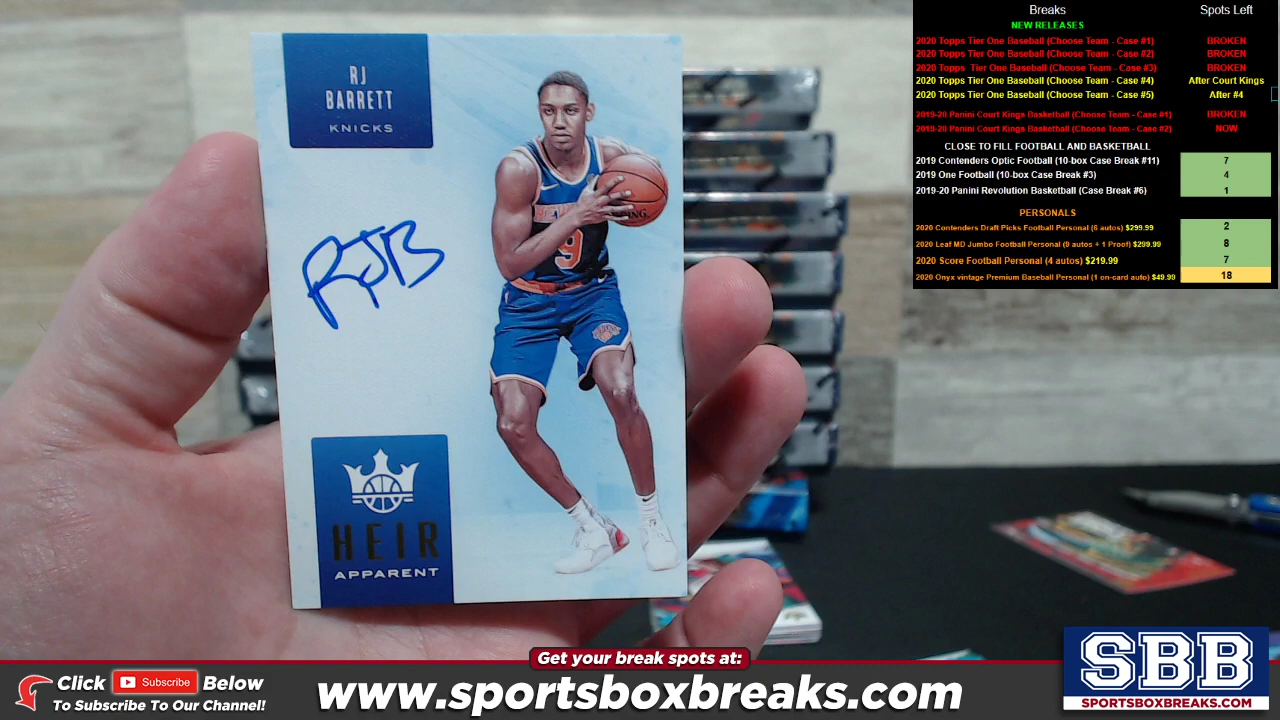 RJ
BARRETT
KNICKS
RJB
9
HEIR
APPARENT
Breaks Spots Left
NEW RELEASES
2020 Topps Tier One Baseball (Choose Team - Case #1) BROKEN
2020 Topps Tier One Baseball (Choose Team - Case #2) BROKEN
2020 Topps Tier One Baseball (Choose Team - Case #3) BROKEN
2020 Topps Tier One Baseball (Choose Team - Case #4) After Court Kings
2020 Topps Tier One Baseball (Choose Team - Case #5) After #4
2019-20 Panini Court Kings Basketball (Choose Team - Case #1) BROKEN
2019-20 Panini Court Kings Basketball (Choose Team - Case #2) NOW
CLOSE TO FILL FOOTBALL AND BASKETBALL
2019 Contenders Optic Football (10-box Case Break #11) 7
2019 One Football (10-box Case Break #3) 4
2019-20 Panini Revolution Basketball (Case Break #6) 1
PERSONALS
2020 Contenders Draft Picks Football Personal (6 autos) $299.99 2
2020 Leaf MD Jumbo Football Personal (9 autos + 1 Proof) $299.99 8
2020 Score Football Personal (4 autos) $219.99 7
2020 Onyx vintage Premium Baseball Personal (1 on-card auto) $49.99 18
Get your break spots at:
Click Subscribe Below
To Subscribe To Our Channel!
www.sportsboxbreaks.com
SBB
SPORTSBOXBREAKS.COM